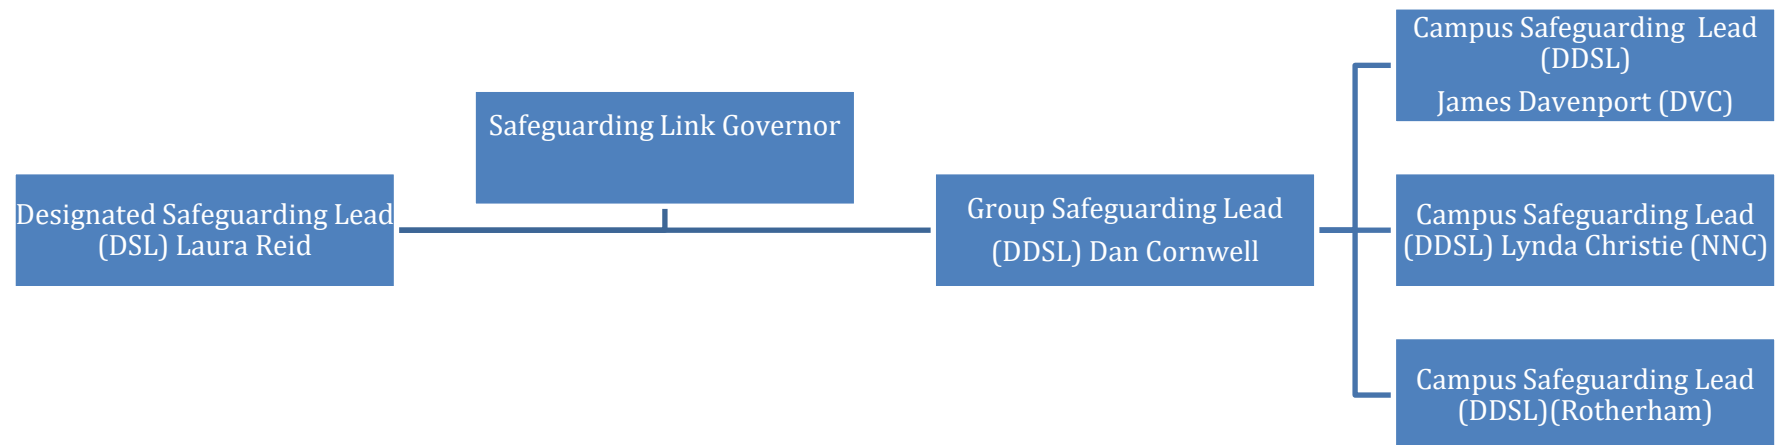 Designated Safeguarding Lead
(DSL) Laura Reid
Safeguarding Link Governor
Group Safeguarding Lead
(DDSL) Dan Cornwell
Campus Safeguarding Lead
(DDSL)
James Davenport (DVC)
Campus Safeguarding Lead
(DDSL) Lynda Christie (NNC)
Campus Safeguarding Lead
(DDSL)(Rotherham)